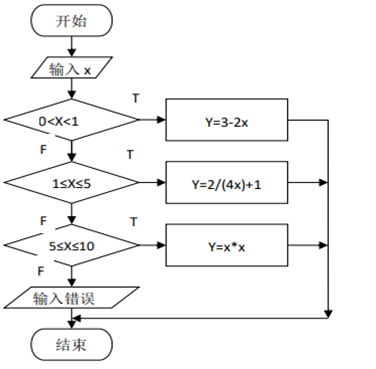 开始
输入 x
T
0<X<1
Y=3-2x
F
T
1≤X≤5
Y=2/(4x)+1
F
T
5≤X≤10
Y=x*x
F
输入错误
结束